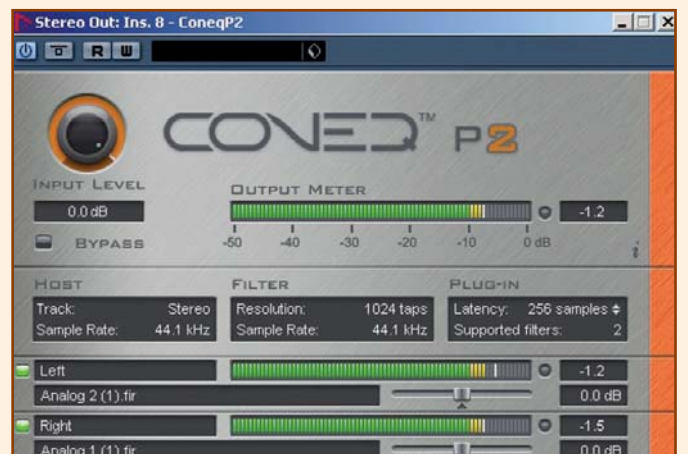 Stereo Out: Ins. 8 - ConeqP2
R W
CONEQ™ P2
INPUT LEVEL
OUTPUT METER
0.0 dB
-1.2
BYPASS
-50 -40 -30 -20 -10 0 dB
i
HOST FILTER PLUG-IN
Track: Stereo Resolution: 1024 taps Latency: 256 samples
Sample Rate: 44.1 kHz Sample Rate: 44.1 kHz Supported filters: 2
Left -1.2
Analog 2 (1).fir 0.0 dB
Right -1.5
Analog 1 (1).fir 0.0 dB